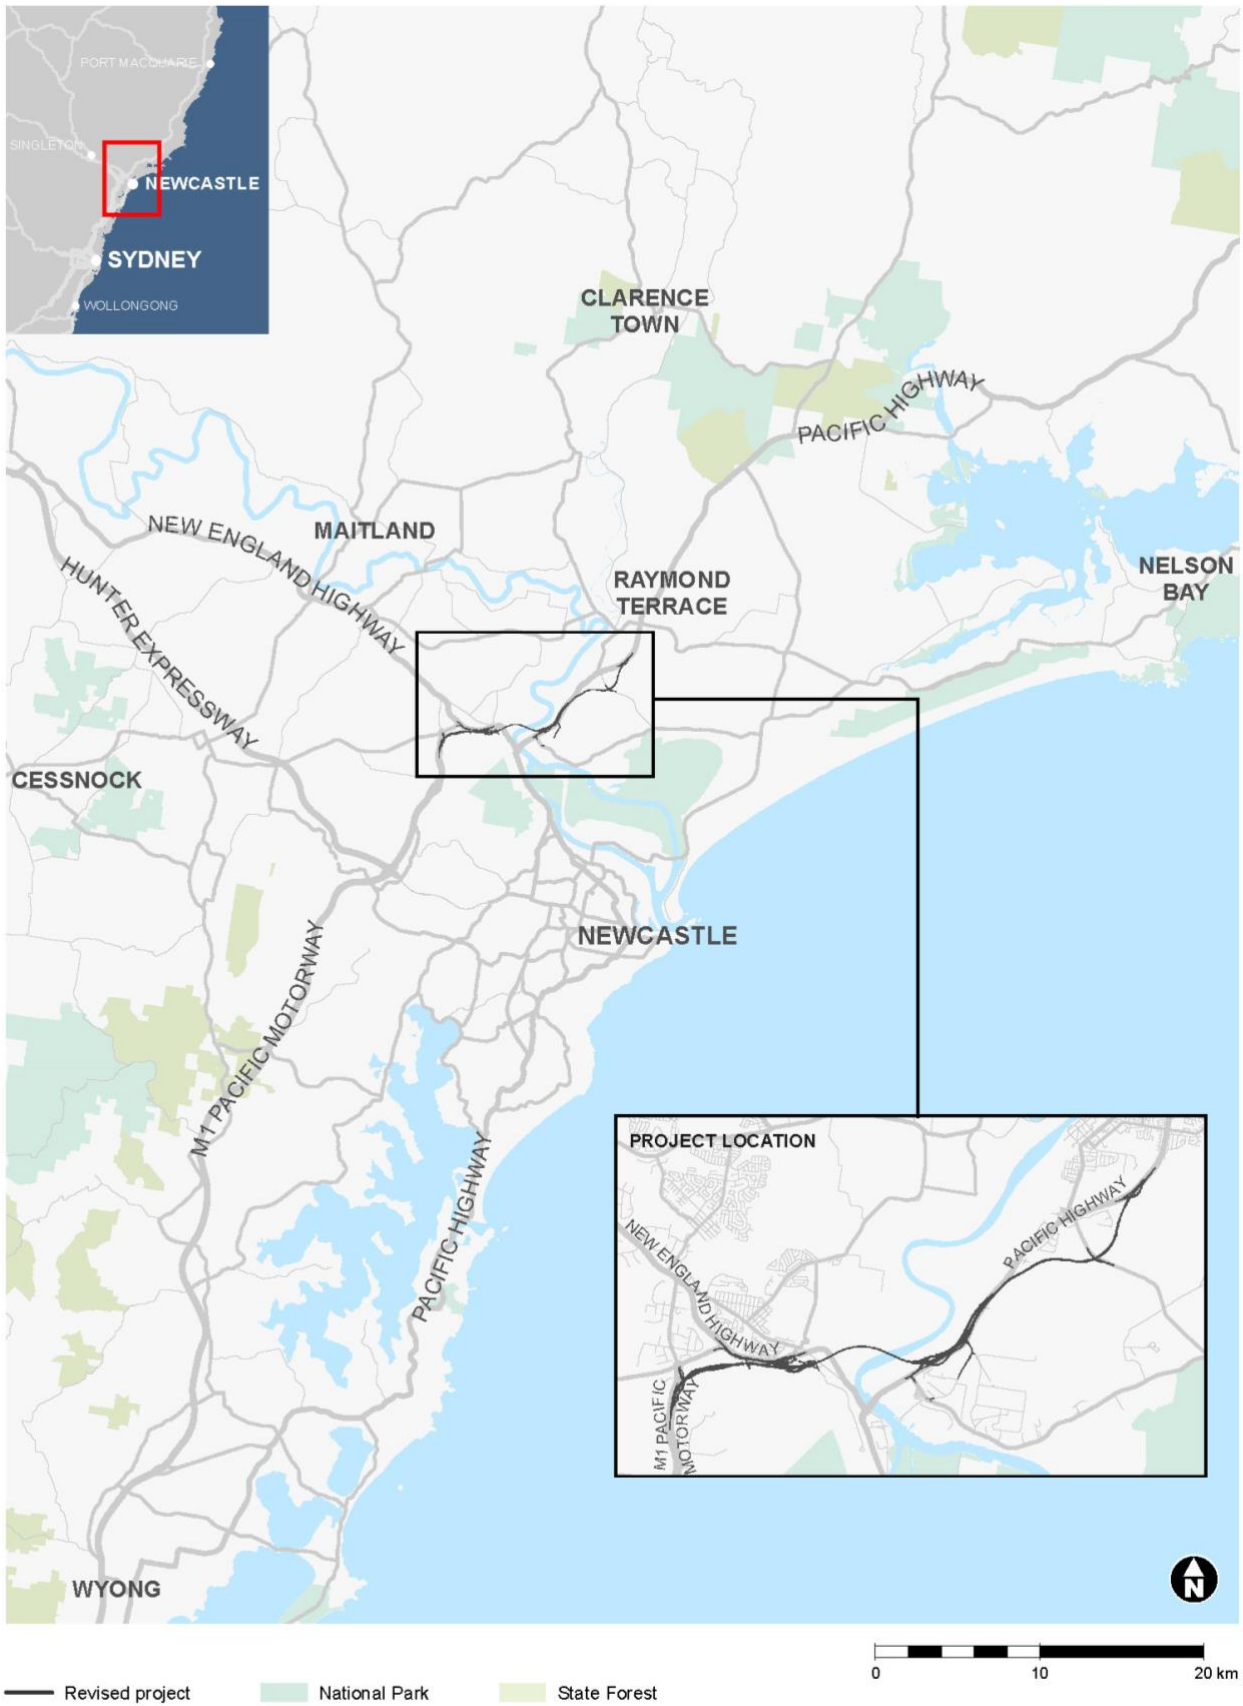 PORT MACQUARIE
SINGLETON
NEWCASTLE
SYDNEY
WOLLONGONG
CLARENCE
TOWN
PACIFIC HIGHWAY
NEW ENGLAND HIGHWAY
MAITLAND
HUNTER EXPRESSWAY
RAYMOND
TERRACE
NELSON
BAY
CESSNOCK
NEWCASTLE
M1 PACIFIC MOTORWAY
PACIFIC HIGHWAY
PROJECT LOCATION
PACIFIC HIGHWAY
NEW ENGLAND HIGHWAY
M1 PACIFIC
MOTORWAY
WYONG
N
0 10 20 km
Revised project National Park State Forest